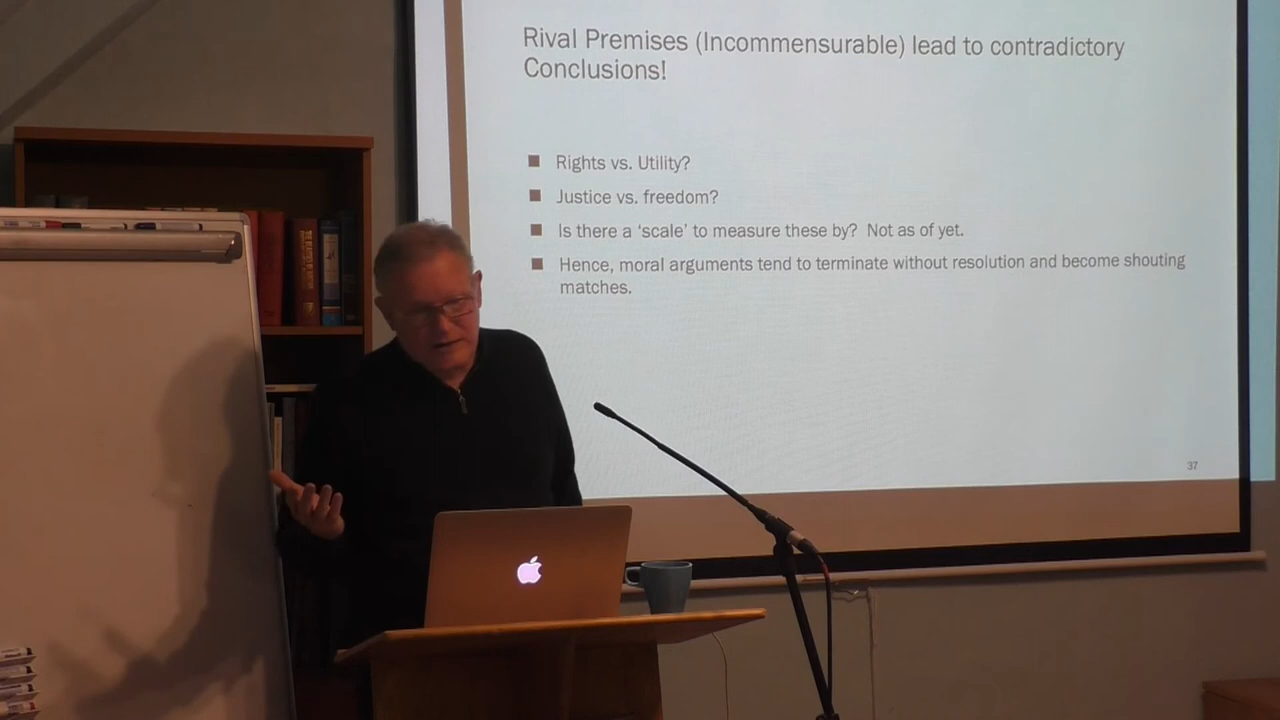 Rival Premises (Incommensurable) lead to contradictory
Conclusions!
Rights vs. Utility?
Justice vs. freedom?
Is there a ‘scale’ to measure these by? Not as of yet.
Hence, moral arguments tend to terminate without resolution and become shouting
matches.
37